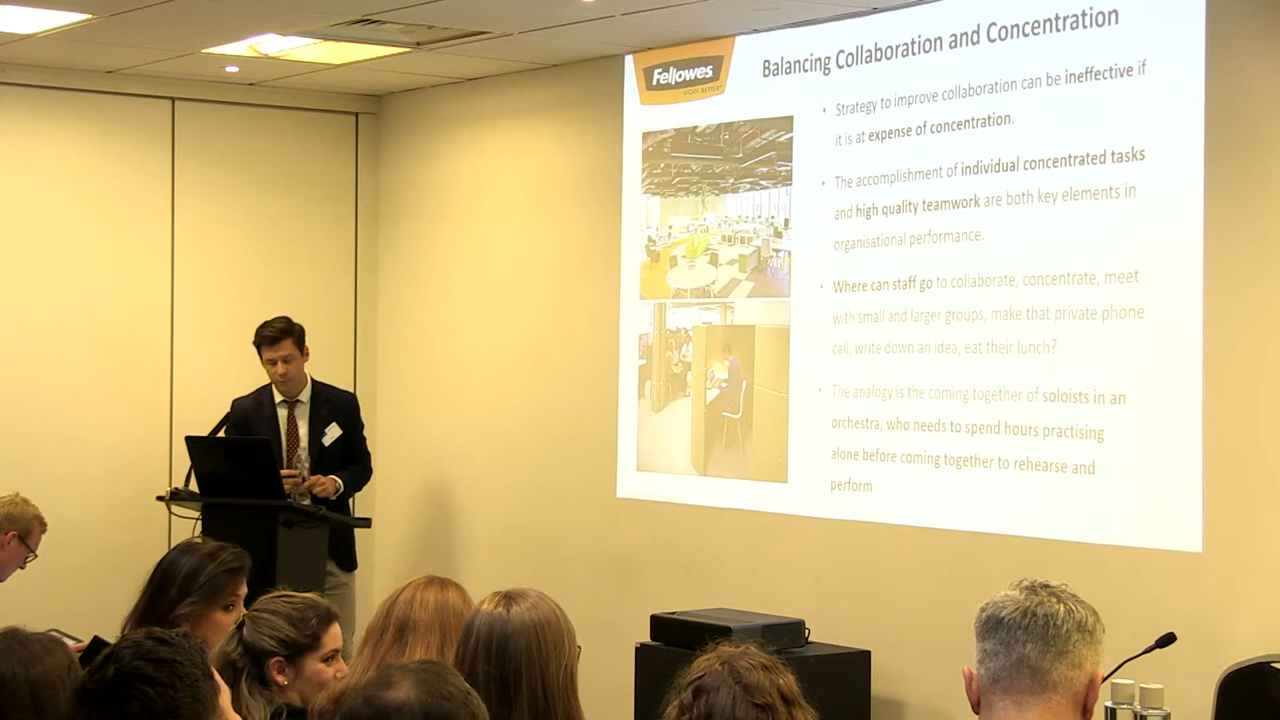 Balancing Collaboration and Concentration
Fellowes
WORK BETTER
• Strategy to improve collaboration can be ineffective if
it is at expense of concentration.
• The accomplishment of individual concentrated tasks
and high quality teamwork are both key elements in
organisational performance.
• Where can staff go to collaborate, concentrate, meet
with small and larger groups, make that private phone
call, write down an idea, eat their lunch?
• The analogy is the coming together of soloists in an
orchestra, who needs to spend hours practising
alone before coming together to rehearse and
perform